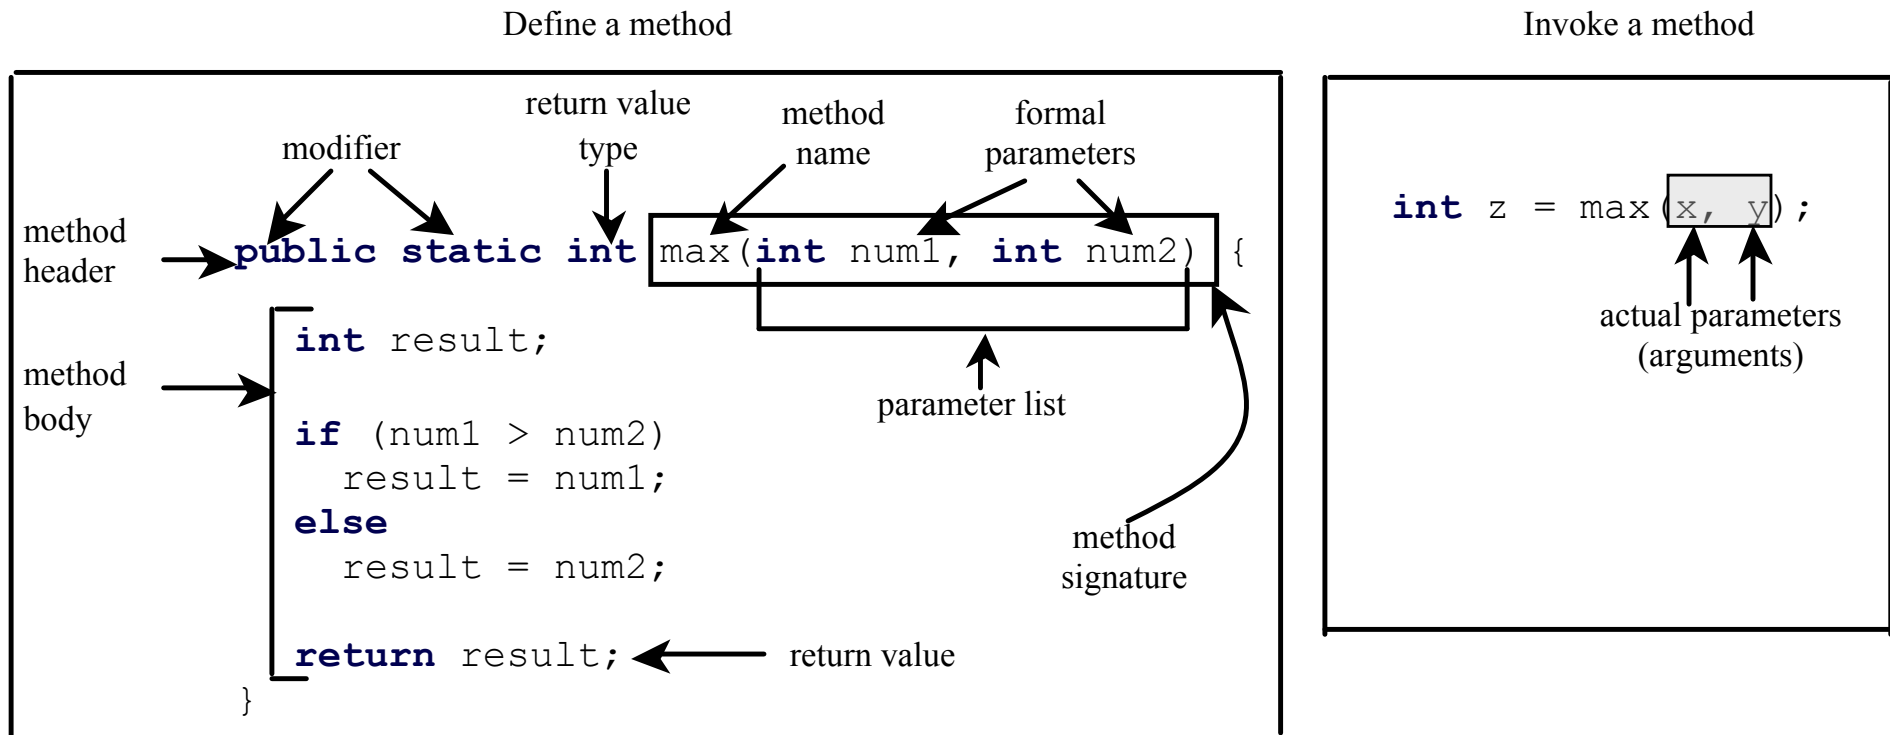 Define a method
Invoke a method
return value
type
method
name
formal
parameters
modifier
method
header
public static int max(int num1, int num2) {
int result;
method
body
parameter list
if (num1 > num2)
result = num1;
else
result = num2;
method
signature
return result;
return value
}
int z = max(x, y);
actual parameters
(arguments)